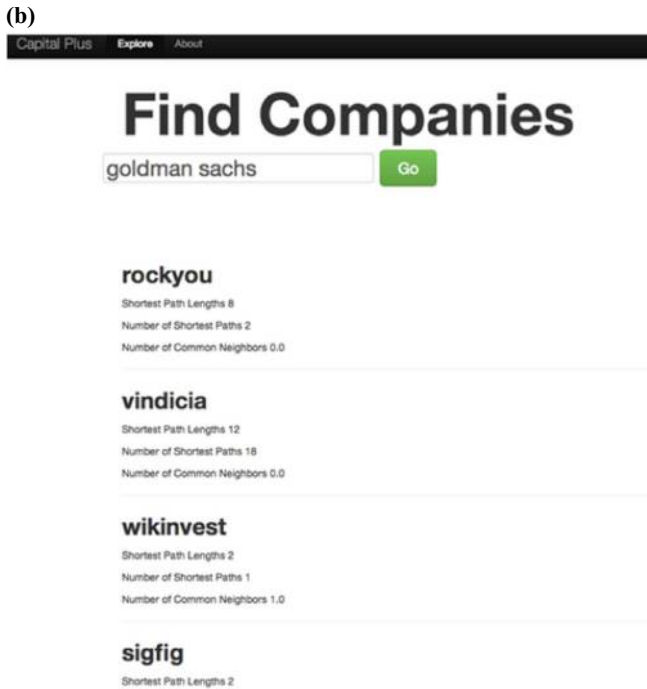 (b)
Capital Plus Explore About
Find Companies
goldman sachs Go
rockyou
Shortest Path Lengths 8
Number of Shortest Paths 2
Number of Common Neighbors 0.0
vindicia
Shortest Path Lengths 12
Number of Shortest Paths 18
Number of Common Neighbors 0.0
wikinvest
Shortest Path Lengths 2
Number of Shortest Paths 1
Number of Common Neighbors 1.0
sigfig
Shortest Path Lengths 2